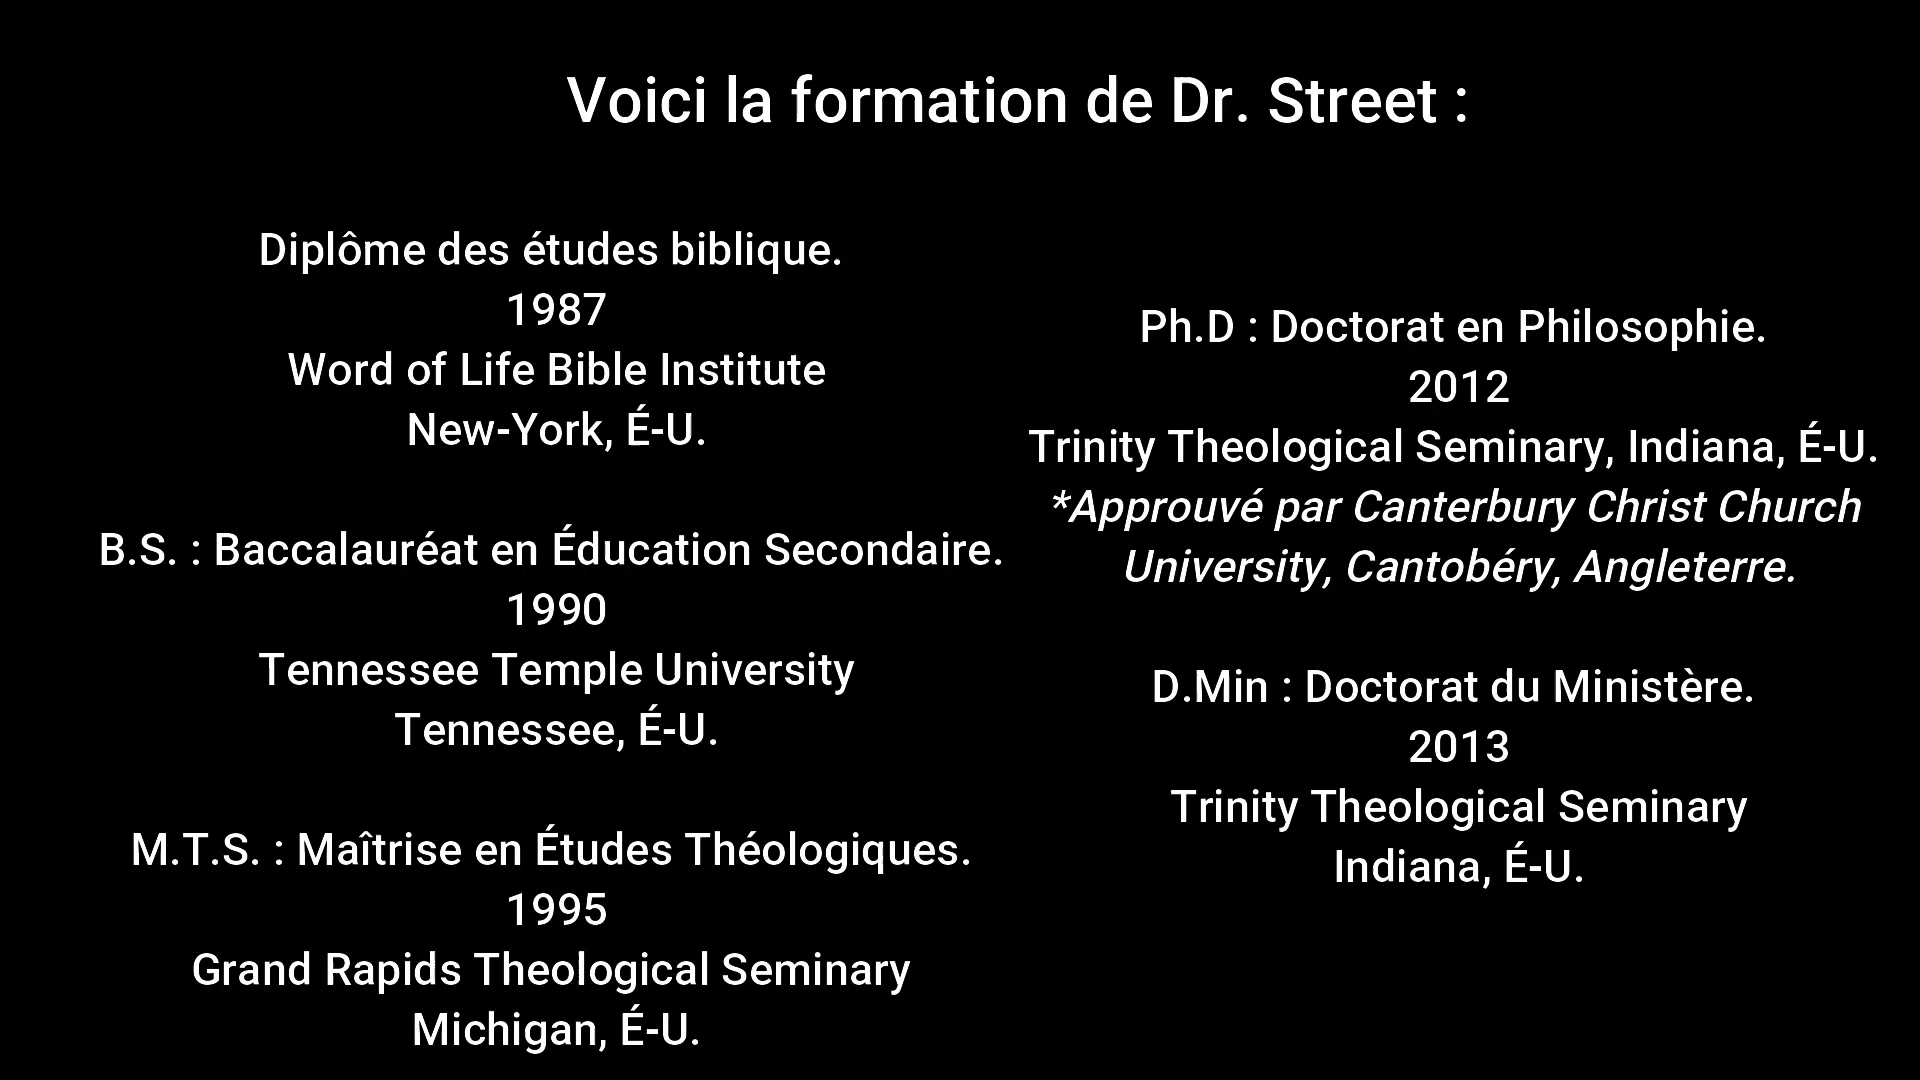 Voici la formation de Dr. Street :
Diplôme des études biblique.
1987
Word of Life Bible Institute
New-York, É-U.
B.S. : Baccalauréat en Éducation Secondaire.
1990
Tennessee Temple University
Tennessee, É-U.
M.T.S. : Maîtrise en Études Théologiques.
1995
Grand Rapids Theological Seminary
Michigan, É-U.
Ph.D : Doctorat en Philosophie.
2012
Trinity Theological Seminary, Indiana, É-U.
*Approuvé par Canterbury Christ Church
University, Cantobéry, Angleterre.
D.Min : Doctorat du Ministère.
2013
Trinity Theological Seminary
Indiana, É-U.